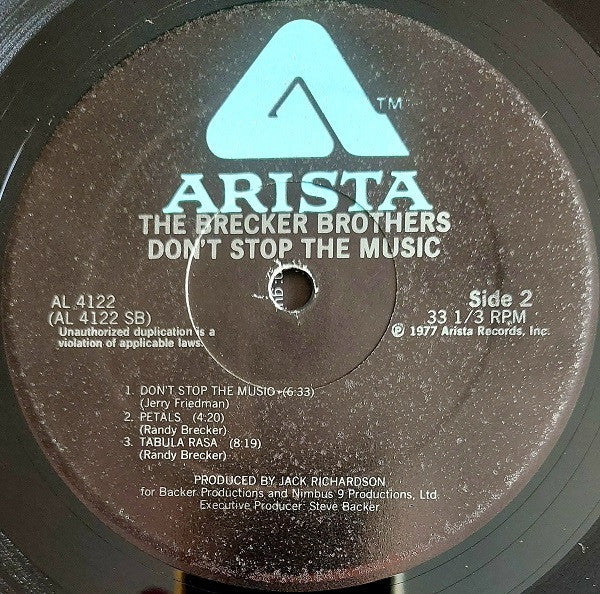 TM
ARISTA
THE BRECKER BROTHERS
DON'T STOP THE MUSIC
AL 4122
(AL 4122 SB)
Unauthorized duplication is a
violation of applicable laws.
Side 2
33 1/3 RPM
℗ 1977 Arista Records, Inc.
1. DON'T STOP THE MUSIC (6:33)
(Jerry Friedman)
2. PETALS (4:20)
(Randy Brecker)
3. TABULA RASA (8:19)
(Randy Brecker)
PRODUCED BY JACK RICHARDSON
for Backer Productions and Nimbus 9 Productions, Ltd.
Executive Producer: Steve Backer